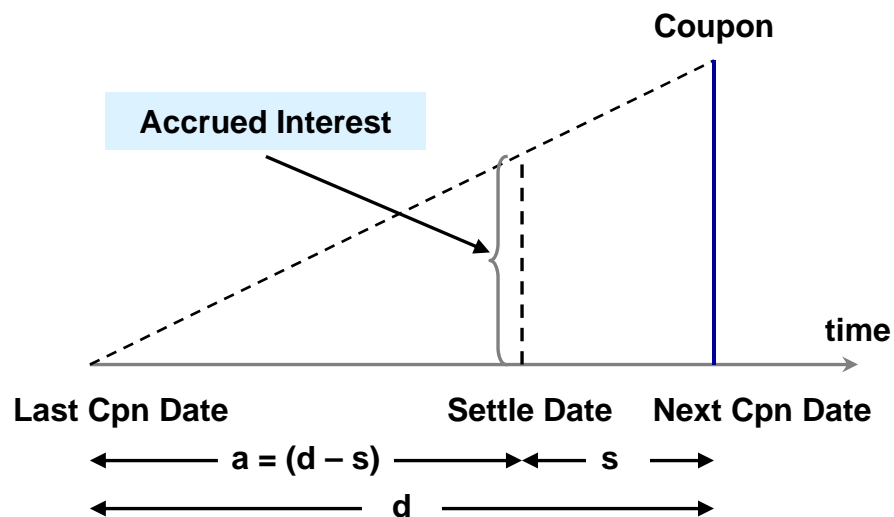 Coupon
Accrued Interest
time
Last Cpn Date
Settle Date
Next Cpn Date
a = (d – s)
s
d